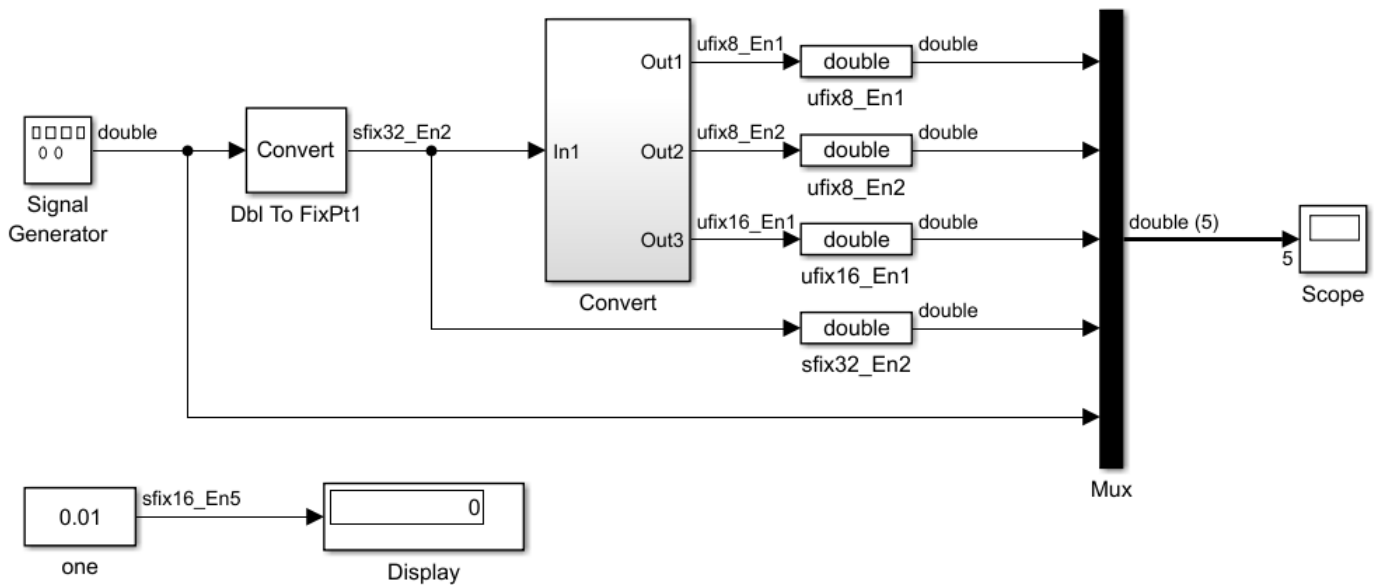 Signal
Generator
0 0
double
Convert
Dbl To FixPt1
sfix32_En2
In1
Out1
Out2
Out3
Convert
ufix8_En1
double
ufix8_En1
double
ufix8_En2
double
ufix8_En2
double
ufix16_En1
double
ufix16_En1
double
double
sfix32_En2
double
Mux
double (5)
5
Scope
0.01
one
sfix16_En5
0
Display